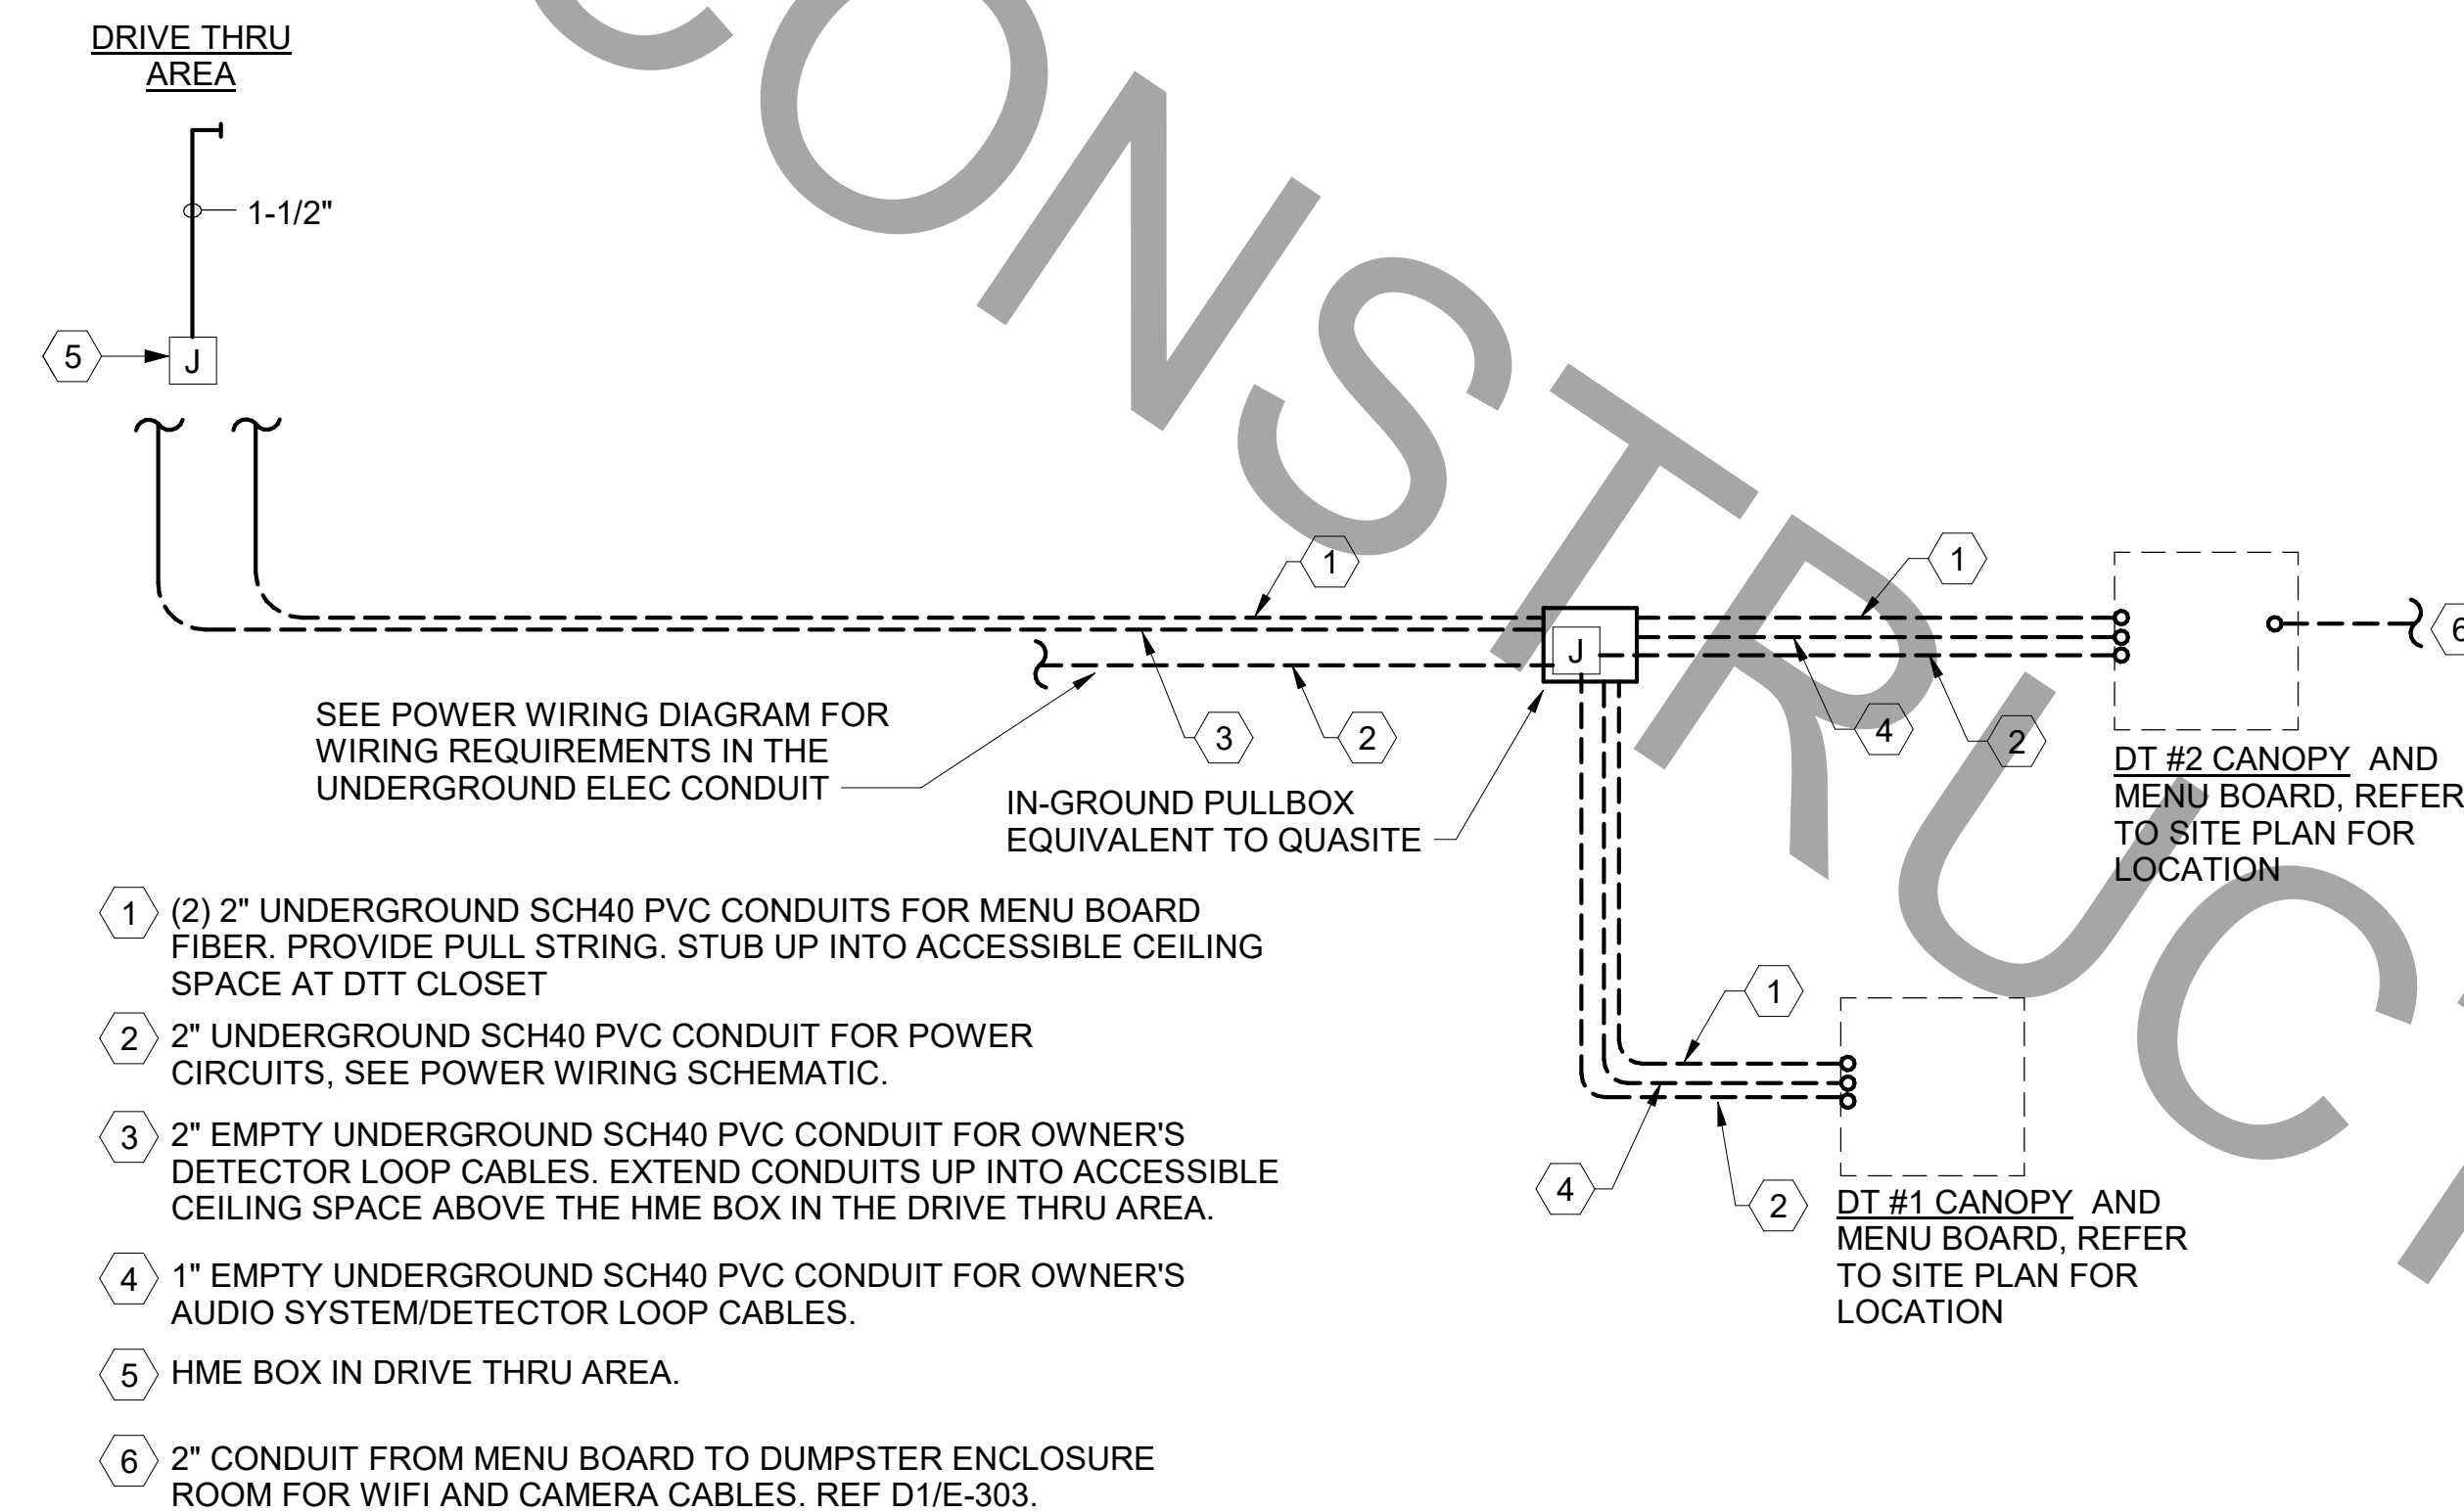 DRIVE THRU
AREA
1-1/2"
5
J
1
1
6
J
3
2
4
2
SEE POWER WIRING DIAGRAM FOR
WIRING REQUIREMENTS IN THE
UNDERGROUND ELEC CONDUIT
IN-GROUND PULLBOX
EQUIVALENT TO QUASITE
DT #2 CANOPY AND
MENU BOARD, REFER
TO SITE PLAN FOR
LOCATION
1
4
2
DT #1 CANOPY AND
MENU BOARD, REFER
TO SITE PLAN FOR
LOCATION
1 (2) 2" UNDERGROUND SCH40 PVC CONDUITS FOR MENU BOARD
FIBER. PROVIDE PULL STRING. STUB UP INTO ACCESSIBLE CEILING
SPACE AT DTT CLOSET
2 2" UNDERGROUND SCH40 PVC CONDUIT FOR POWER
CIRCUITS, SEE POWER WIRING SCHEMATIC.
3 2" EMPTY UNDERGROUND SCH40 PVC CONDUIT FOR OWNER'S
DETECTOR LOOP CABLES. EXTEND CONDUITS UP INTO ACCESSIBLE
CEILING SPACE ABOVE THE HME BOX IN THE DRIVE THRU AREA.
4 1" EMPTY UNDERGROUND SCH40 PVC CONDUIT FOR OWNER'S
AUDIO SYSTEM/DETECTOR LOOP CABLES.
5 HME BOX IN DRIVE THRU AREA.
6 2" CONDUIT FROM MENU BOARD TO DUMPSTER ENCLOSURE
ROOM FOR WIFI AND CAMERA CABLES. REF D1/E-303.
CONSTRUC